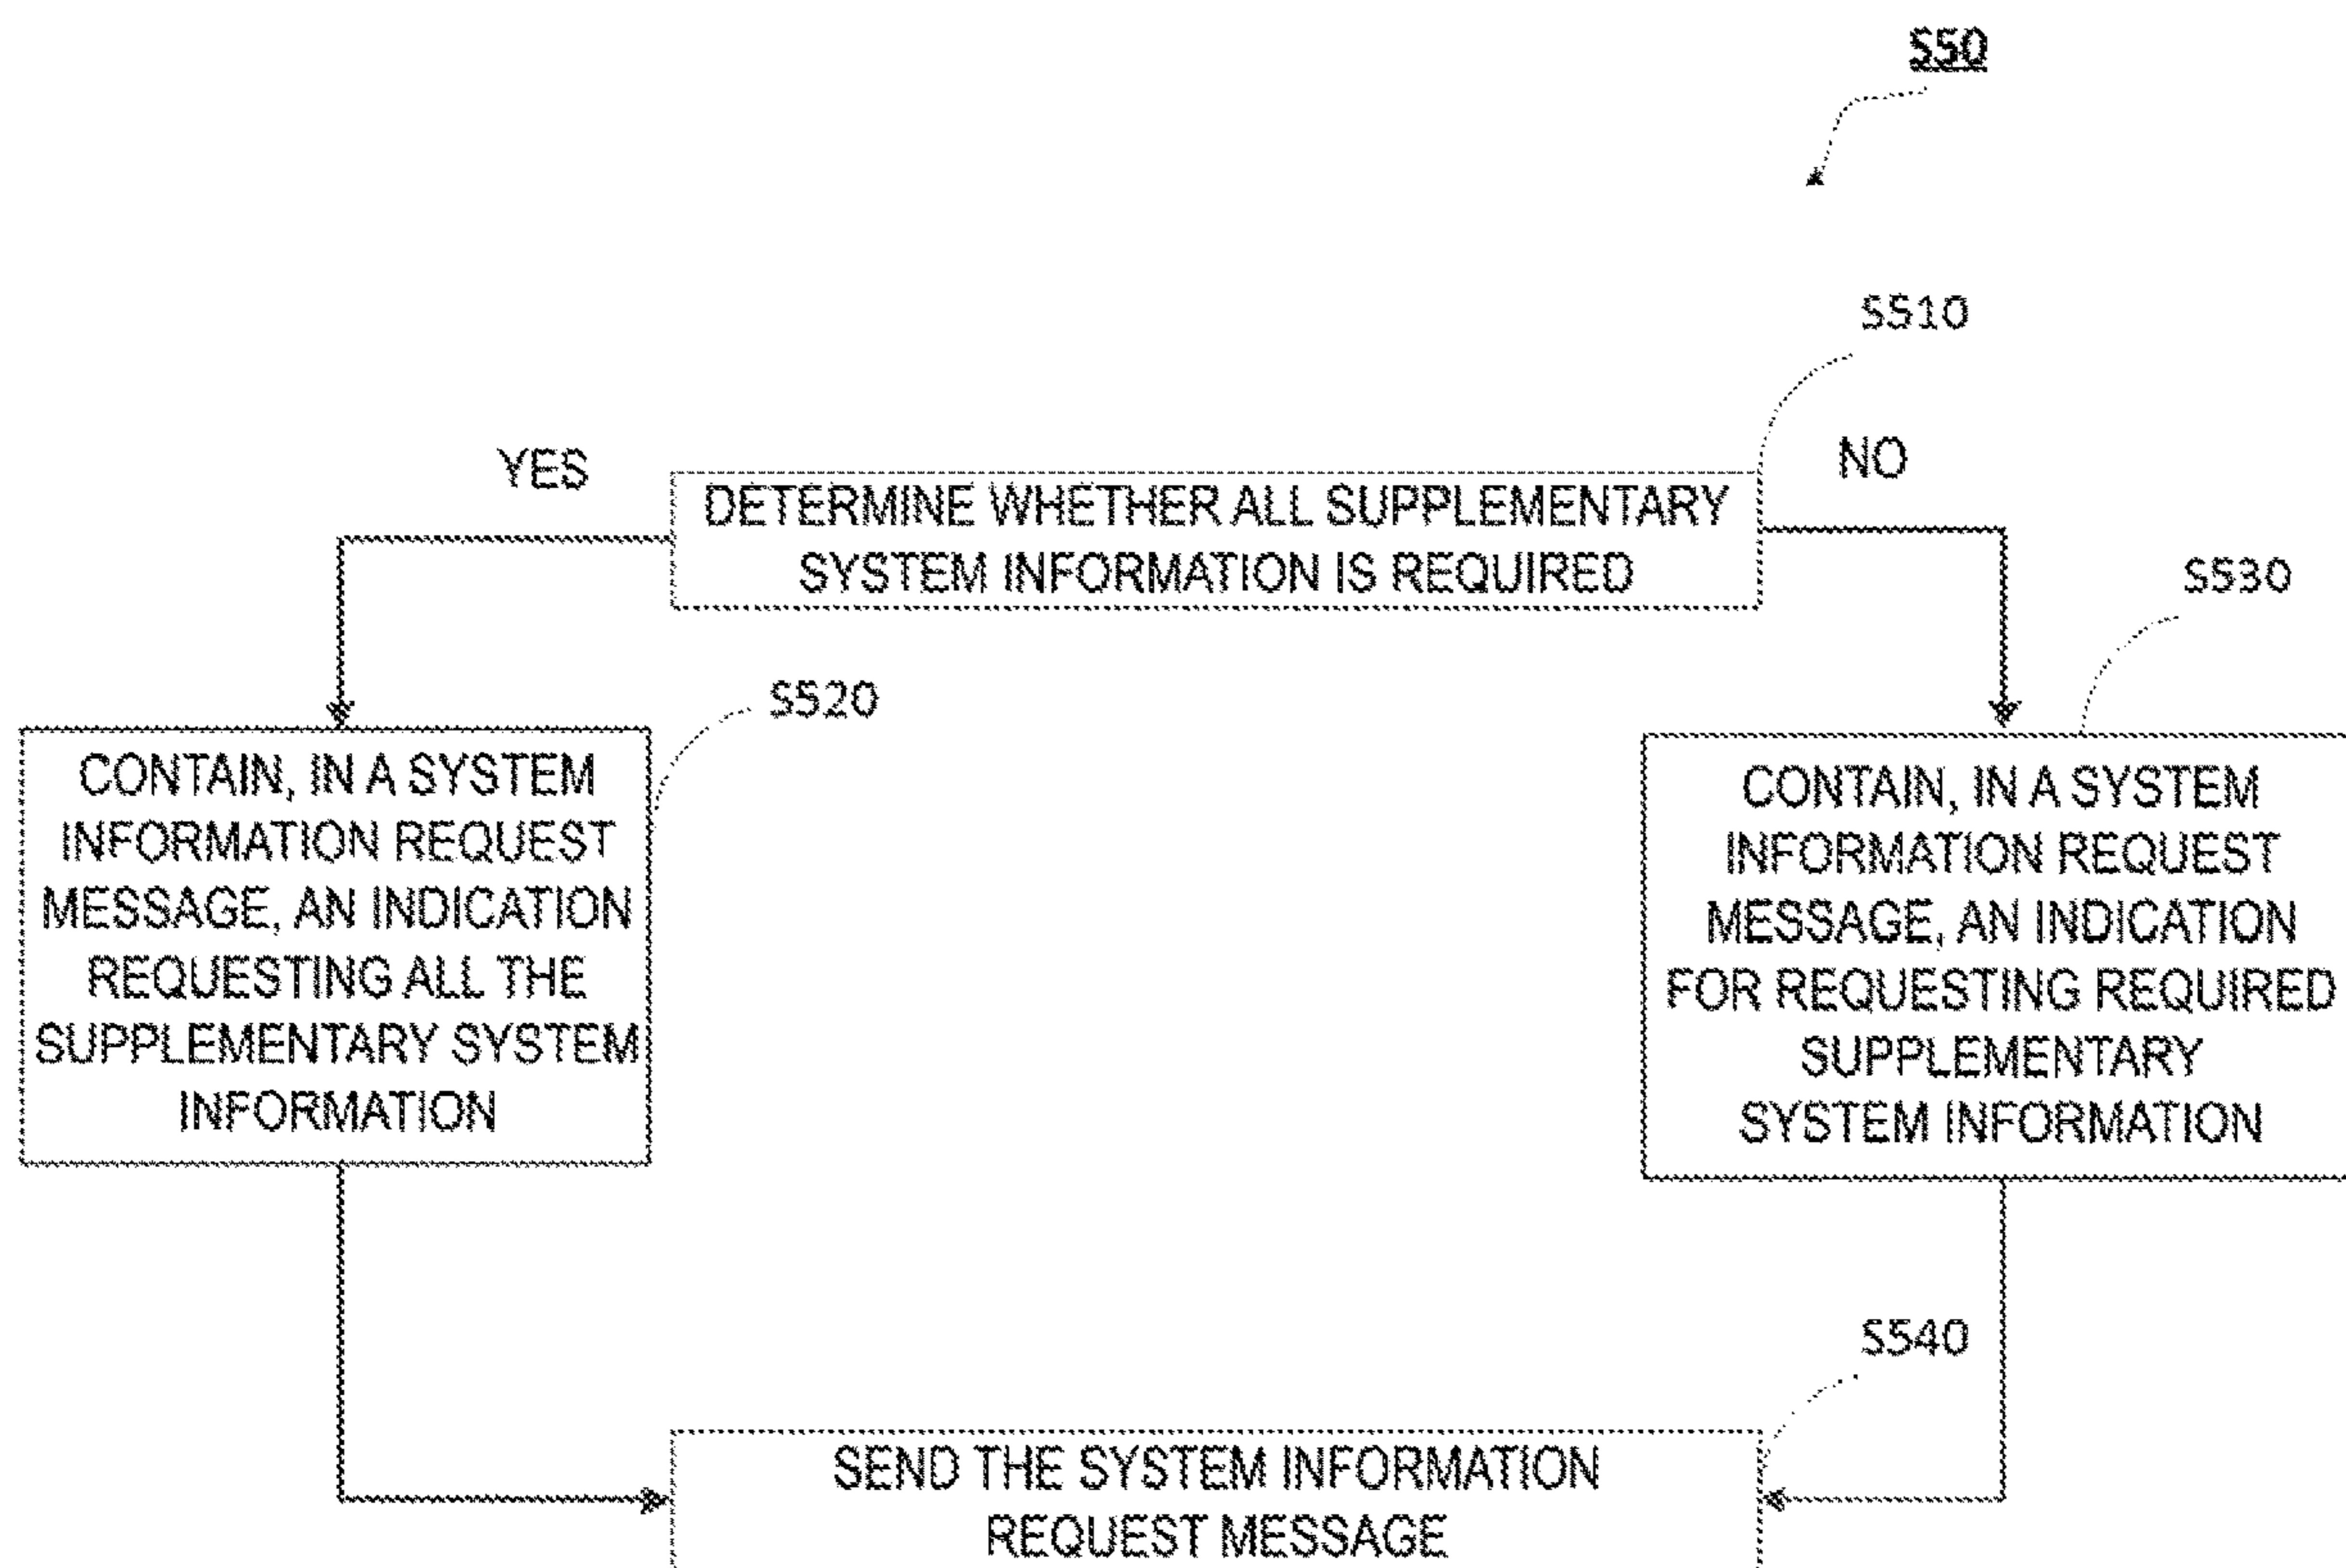 S50
S510
YES
NO
DETERMINE WHETHER ALL SUPPLEMENTARY
SYSTEM INFORMATION IS REQUIRED
S530
S520
CONTAIN, IN A SYSTEM
INFORMATION REQUEST
MESSAGE, AN INDICATION
REQUESTING ALL THE
SUPPLEMENTARY SYSTEM
INFORMATION
CONTAIN, IN A SYSTEM
INFORMATION REQUEST
MESSAGE, AN INDICATION
FOR REQUESTING REQUIRED
SUPPLEMENTARY
SYSTEM INFORMATION
S540
SEND THE SYSTEM INFORMATION
REQUEST MESSAGE